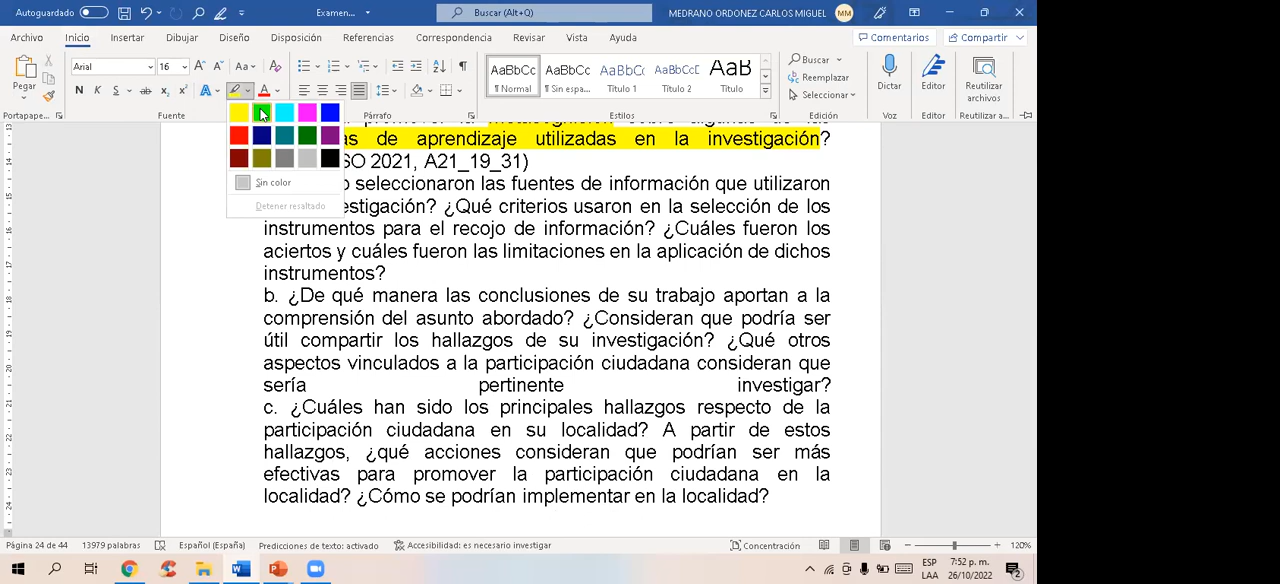 Autoguardado
Examen...
Buscar (Alt+Q)
MEDRANO ORDONEZ CARLOS MIGUEL
MM
Archivo Inicio Insertar Dibujar Diseño Disposición Referencias Correspondencia Revisar Vista Ayuda
Comentarios
Compartir
Pegar
Arial
16
AaBbCc
Normal
AaBbCc
Sin espa...
AaBbC
Título 1
AaBbCc
Título 2
AaB
Título
Buscar
Reemplazar
Seleccionar
Dictar
Editor
Reutilizar archivos
Portapape...
Fuente
Párrafo
Estilos
Edición
Voz
Editor
Reutilizar a...
Sin color
Detener resaltado
de aprendizaje utilizadas en la investigación?
2021, A21_19_31)
seleccionaron las fuentes de información que utilizaron
¿Qué criterios usaron en la selección de los
instrumentos para el recojo de información? ¿Cuáles fueron los
aciertos y cuáles fueron las limitaciones en la aplicación de dichos
instrumentos?
b. ¿De qué manera las conclusiones de su trabajo aportan a la
comprensión del asunto abordado? ¿Consideran que podría ser
útil compartir los hallazgos de su investigación? ¿Qué otros
aspectos vinculados a la participación ciudadana consideran que
sería pertinente investigar?
c. ¿Cuáles han sido los principales hallazgos respecto de la
participación ciudadana en su localidad? A partir de estos
hallazgos, ¿qué acciones consideran que podrían ser más
efectivas para promover la participación ciudadana en la
localidad? ¿Cómo se podrían implementar en la localidad?
Página 24 de 44
13979 palabras
Español (España)
Predicciones de texto: activado
Accesibilidad: es necesario investigar
Concentración
120%
ESP
LAA
7:52 p. m.
26/10/2022
2